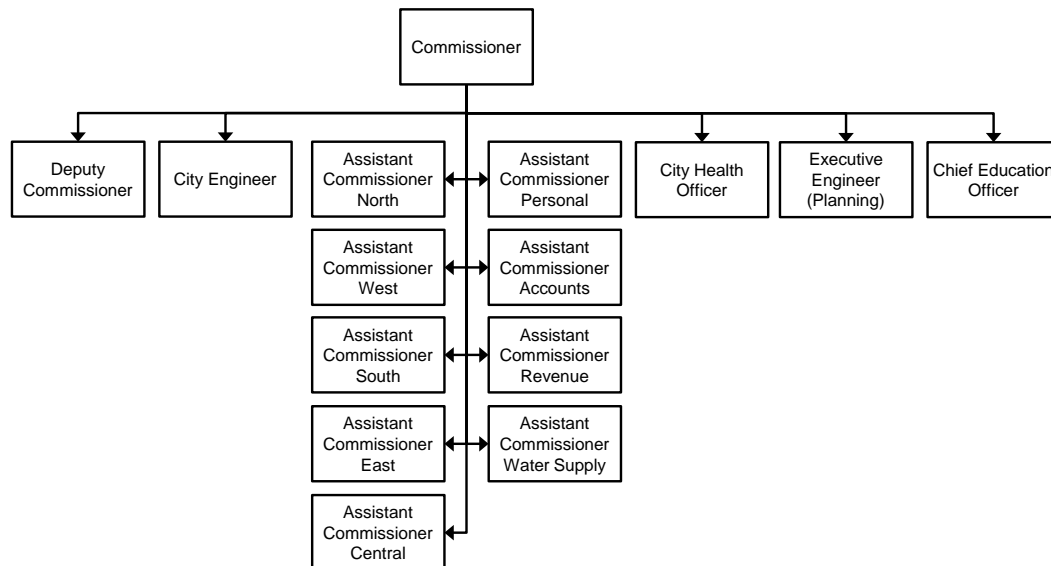 Commissioner
Deputy
Commissioner
City Engineer
Assistant
Commissioner
North
Assistant
Commissioner
Personal
City Health
Officer
Executive
Engineer
(Planning)
Chief Education
Officer
Assistant
Commissioner
West
Assistant
Commissioner
Accounts
Assistant
Commissioner
South
Assistant
Commissioner
Revenue
Assistant
Commissioner
East
Assistant
Commissioner
Water Supply
Assistant
Commissioner
Central